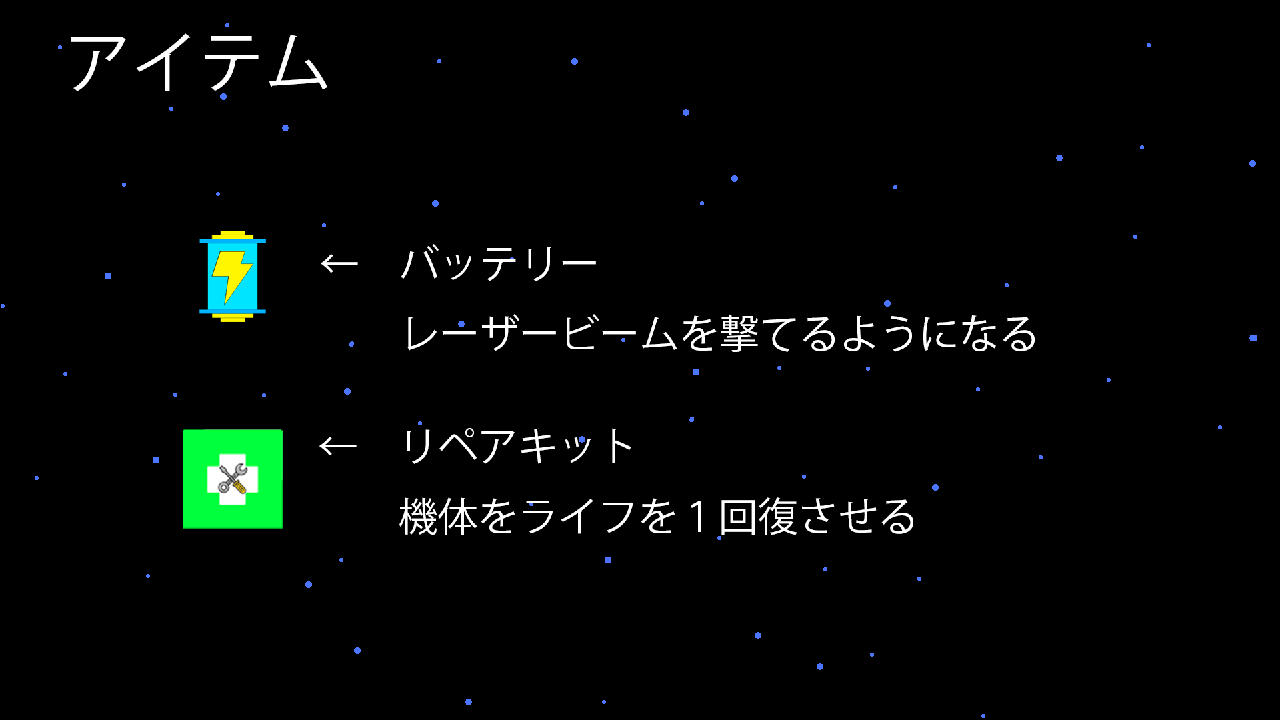 アイテム
← バッテリー
レーザービームを撃てるようになる
← リペアキット
機体をライフを1回復させる